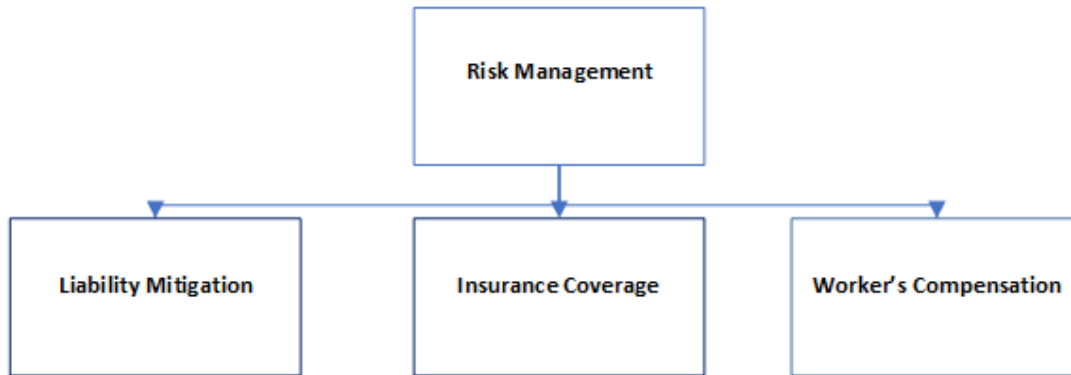 Risk Management
Liability Mitigation
Insurance Coverage
Worker’s Compensation